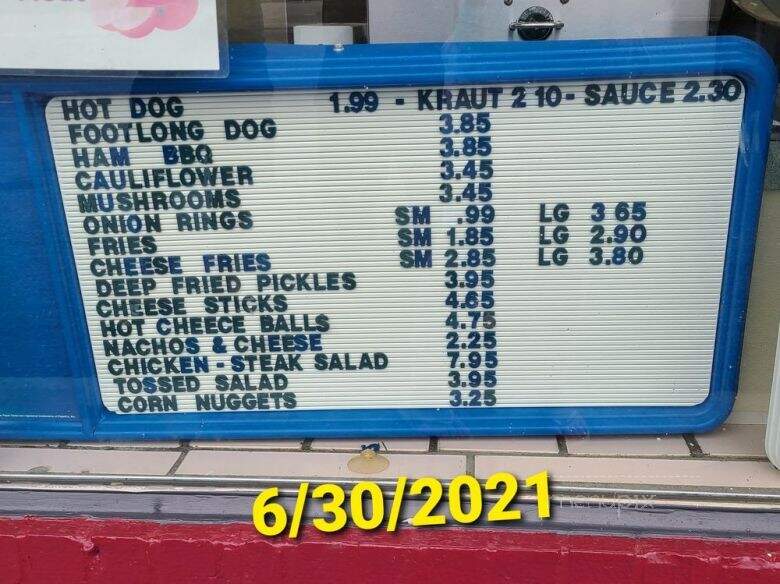 HOT DOG 1.99 - KRAUT 2 10 - SAUCE 2.30
FOOTLONG DOG 3.85
HAM BBQ 3.85
CAULIFLOWER 3.45
MUSHROOMS 3.45
ONION RINGS SM .99 LG 3 65
FRIES SM 1.85 LG 2.90
CHEESE FRIES SM 2.85 LG 3.80
DEEP FRIED PICKLES 3.95
CHEESE STICKS 4.65
HOT CHEECE BALLS 4.75
NACHOS & CHEESE 2.25
CHICKEN - STEAK SALAD 7.95
TOSSED SALAD 3.95
CORN NUGGETS 3.25
6/30/2021
menupix